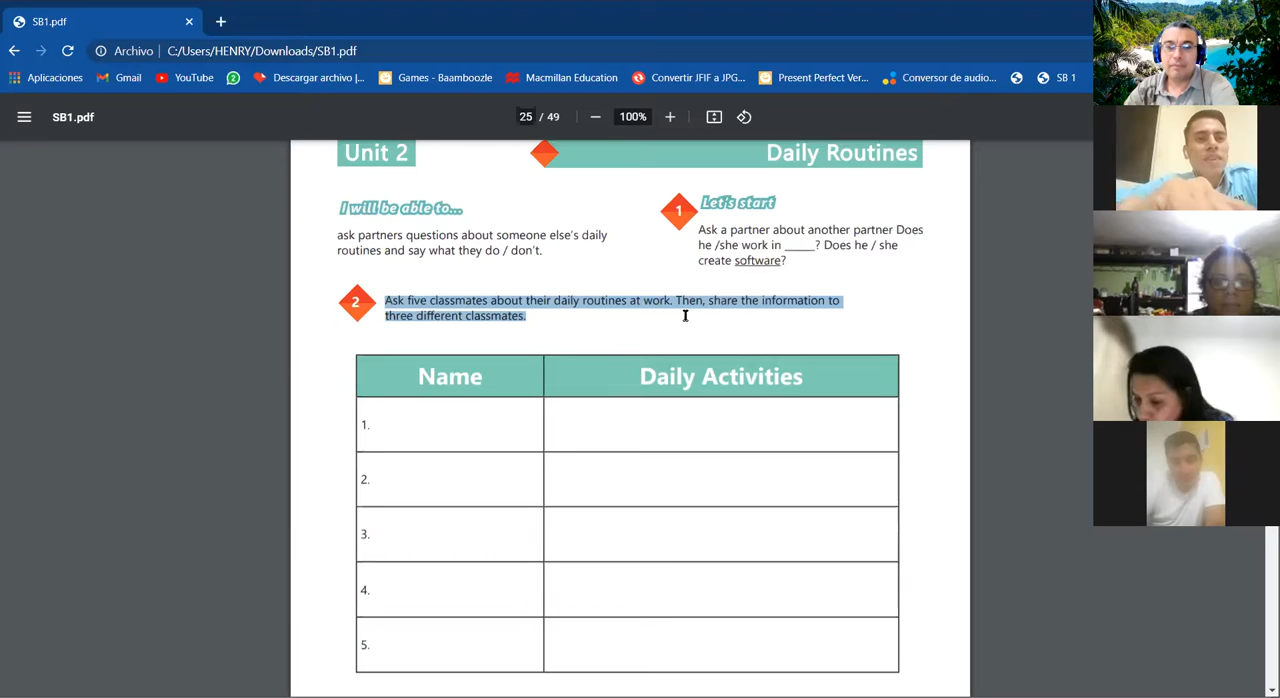 SB1.pdf
Archivo
C:/Users/HENRY/Downloads/SB1.pdf
Aplicaciones
Gmail
YouTube
2
Descargar archivo |...
Games - Baamboozle
Macmillan Education
Convertir JFIF a JPG...
Present Perfect Ver...
Conversor de audio...
SB 1
SB1.pdf
25 / 49
100%
Unit 2
Daily Routines
I will be able to...
ask partners questions about someone else's daily
routines and say what they do / don't.
1
Let's start
Ask a partner about another partner Does
he /she work in _____? Does he / she
create software?
2
Ask five classmates about their daily routines at work. Then, share the information to
three different classmates.
Name
Daily Activities
1.
2.
3.
4.
5.